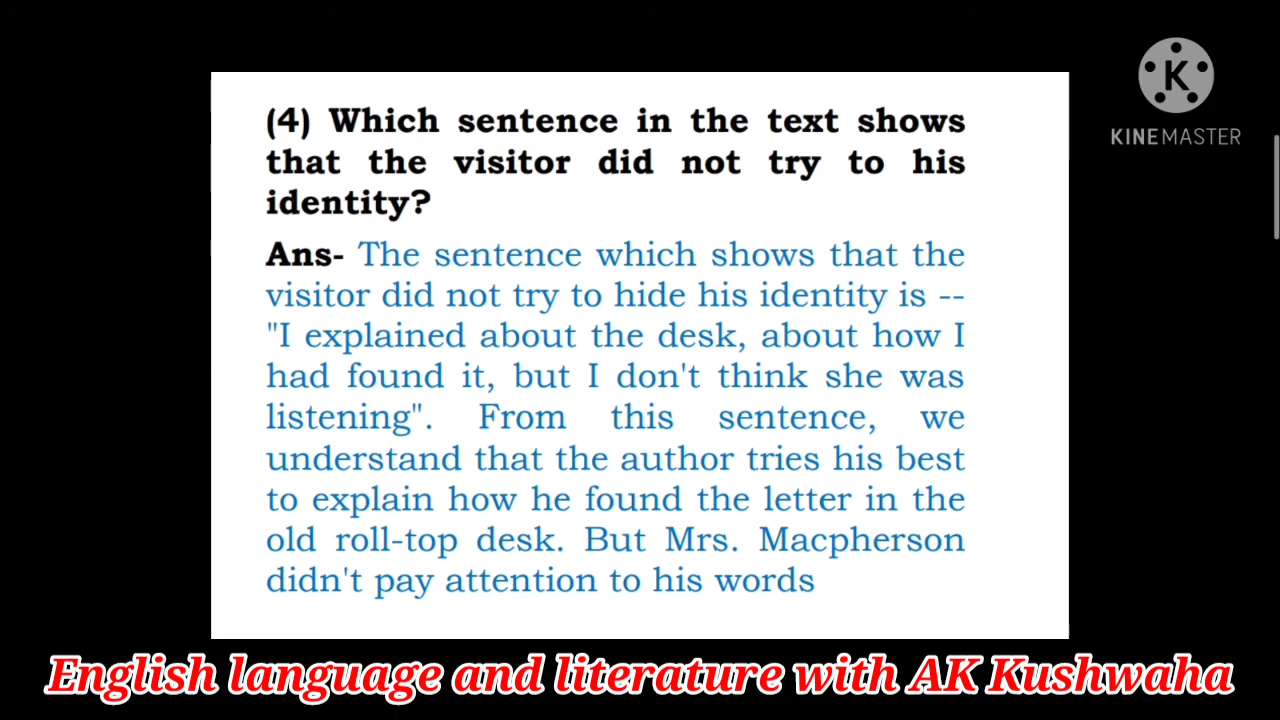 K
KINEMASTER
(4) Which sentence in the text shows
that the visitor did not try to his
identity?
Ans- The sentence which shows that the
visitor did not try to hide his identity is --
"I explained about the desk, about how I
had found it, but I don't think she was
listening". From this sentence, we
understand that the author tries his best
to explain how he found the letter in the
old roll-top desk. But Mrs. Macpherson
didn't pay attention to his words
English language and literature with AK Kushwaha